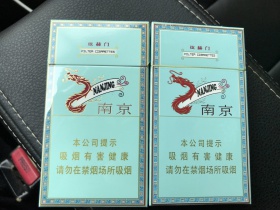 炫赫门
FILTER CIGARETTES
NANJING
南京
本公司提示
吸烟有害健康
请勿在禁烟场所吸烟
炫赫门
FILTER CIGARETTES
NANJING
南京
本公司提示
吸烟有害健康
请勿在禁烟场所吸烟